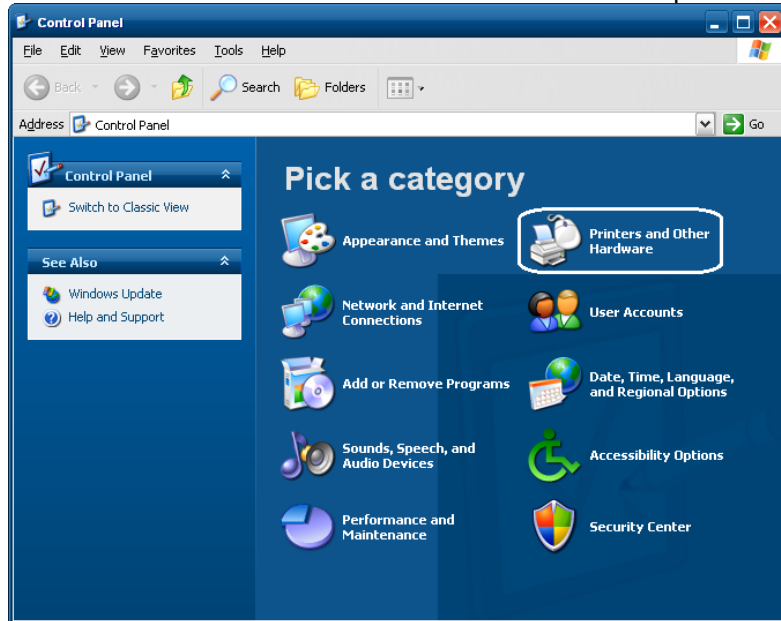 Control Panel
File Edit View Favorites Tools Help
Back Search Folders
Address Control Panel Go
Control Panel
Switch to Classic View
See Also
Windows Update
Help and Support
Pick a category
Appearance and Themes
Printers and Other
Hardware
Network and Internet
Connections
User Accounts
Add or Remove Programs
Date, Time, Language,
and Regional Options
Sounds, Speech, and
Audio Devices
Accessibility Options
Performance and
Maintenance
Security Center